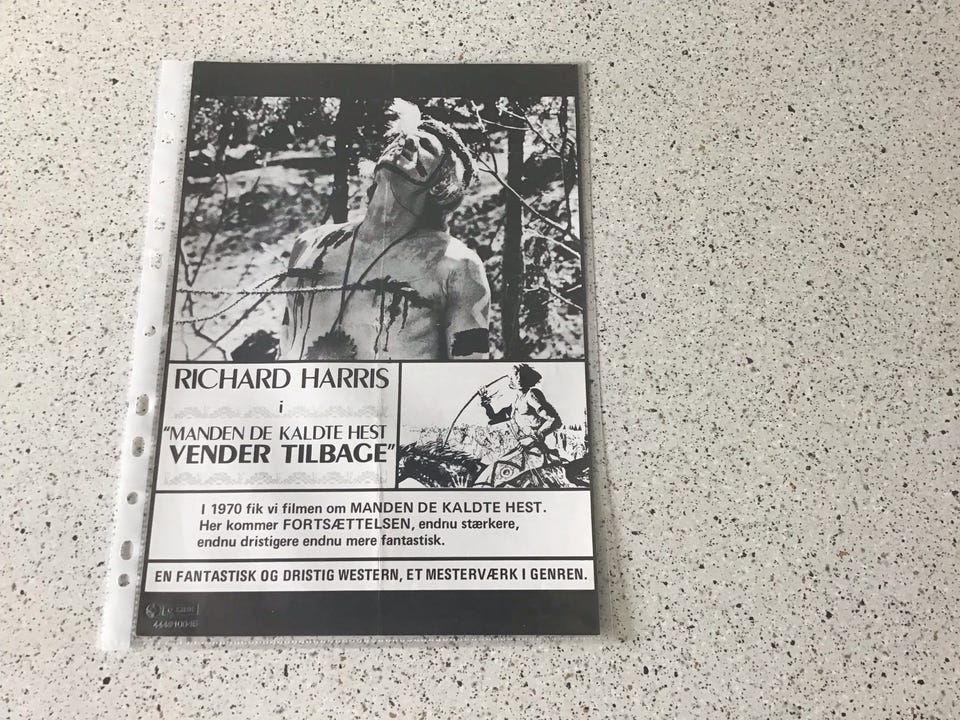 RICHARD HARRIS
i
"MANDEN DE KALDTE HEST
VENDER TILBAGE"
I 1970 fik vi filmen om MANDEN DE KALDTE HEST.
Her kommer FORTSÆTTELSEN, endnu stærkere,
endnu dristigere endnu mere fantastisk.
EN FANTASTISK OG DRISTIG WESTERN, ET MESTERVÆRK I GENREN.